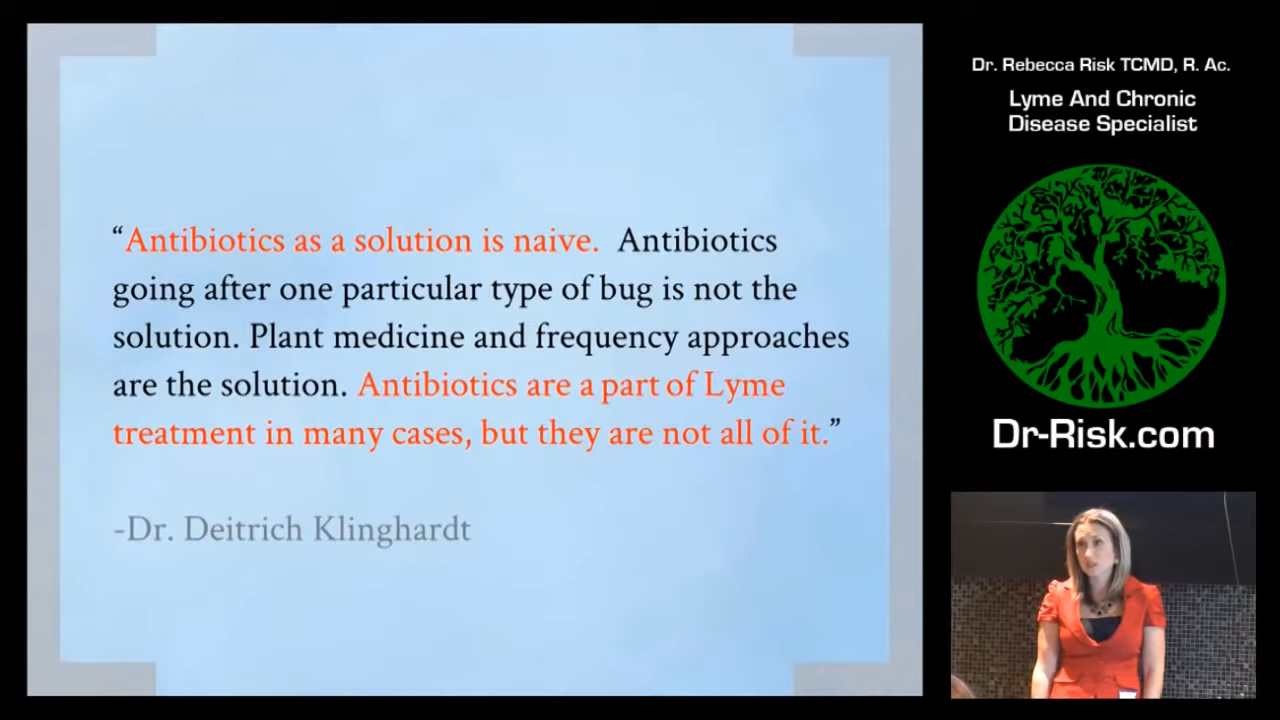 “Antibiotics as a solution is naive. Antibiotics
going after one particular type of bug is not the
solution. Plant medicine and frequency approaches
are the solution. Antibiotics are a part of Lyme
treatment in many cases, but they are not all of it.”
-Dr. Deitrich Klinghardt
Dr. Rebecca Risk TCMD, R. Ac.
Lyme And Chronic
Disease Specialist
Dr-Risk.com